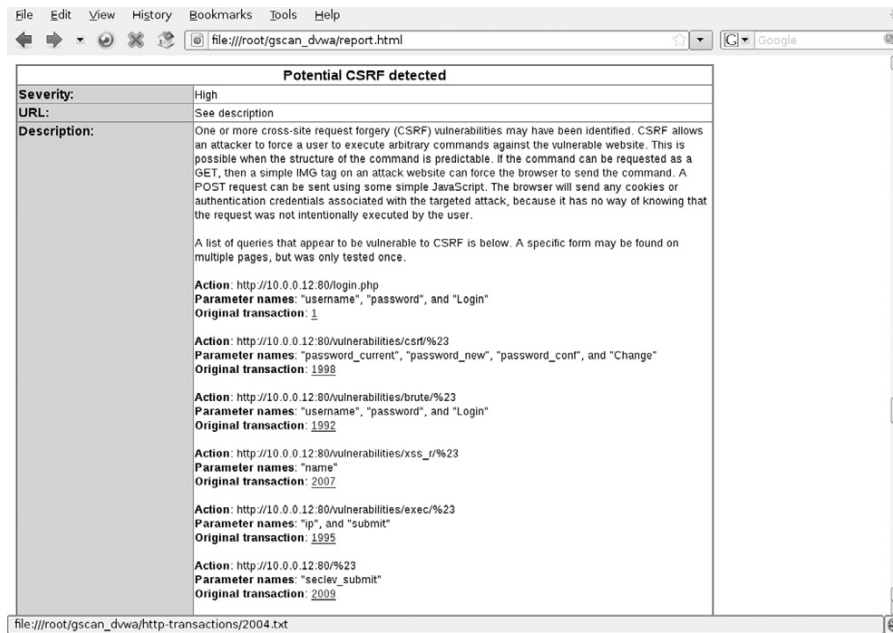 File Edit View History Bookmarks Tools Help
file:///root/gscan_dvwa/report.html
G Google
Potential CSRF detected
Severity: High
URL: See description
Description: One or more cross-site request forgery (CSRF) vulnerabilities may have been identified. CSRF allows
an attacker to force a user to execute arbitrary commands against the vulnerable website. This is
possible when the structure of the command is predictable. If the command can be requested as a
GET, then a simple IMG tag on an attack website can force the browser to send the command. A
POST request can be sent using some simple JavaScript. The browser will send any cookies or
authentication credentials associated with the targeted attack, because it has no way of knowing that
the request was not intentionally executed by the user.
A list of queries that appear to be vulnerable to CSRF is below. A specific form may be found on
multiple pages, but was only tested once.
Action: http://10.0.0.12:80/login.php
Parameter names: "username", "password", and "Login"
Original transaction: 1
Action: http://10.0.0.12:80/vulnerabilities/csrf/%23
Parameter names: "password_current", "password_new", "password_conf", and "Change"
Original transaction: 1998
Action: http://10.0.0.12:80/vulnerabilities/brute/%23
Parameter names: "username", "password", and "Login"
Original transaction: 1992
Action: http://10.0.0.12:80/vulnerabilities/xss_r/%23
Parameter names: "name"
Original transaction: 2007
Action: http://10.0.0.12:80/vulnerabilities/exec/%23
Parameter names: "ip", and "submit"
Original transaction: 1995
Action: http://10.0.0.12:80/%23
Parameter names: "seclev_submit"
Original transaction: 2009
file:///root/gscan_dvwa/http-transactions/2004.txt